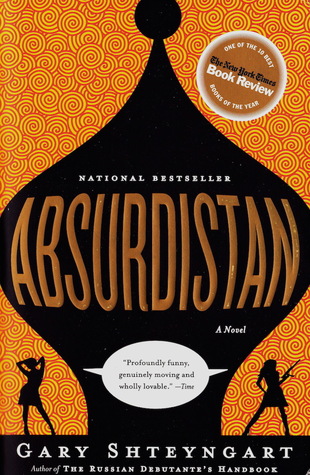 ONE OF THE 10 BEST
The New York Times
Book Review
BOOKS OF THE YEAR
NATIONAL BESTSELLER
ABSURDISTAN
A Novel
"Profoundly funny,
genuinely moving and
wholly lovable." —Time
GARY SHTEYNGART
Author of THE RUSSIAN DEBUTANTE'S HANDBOOK